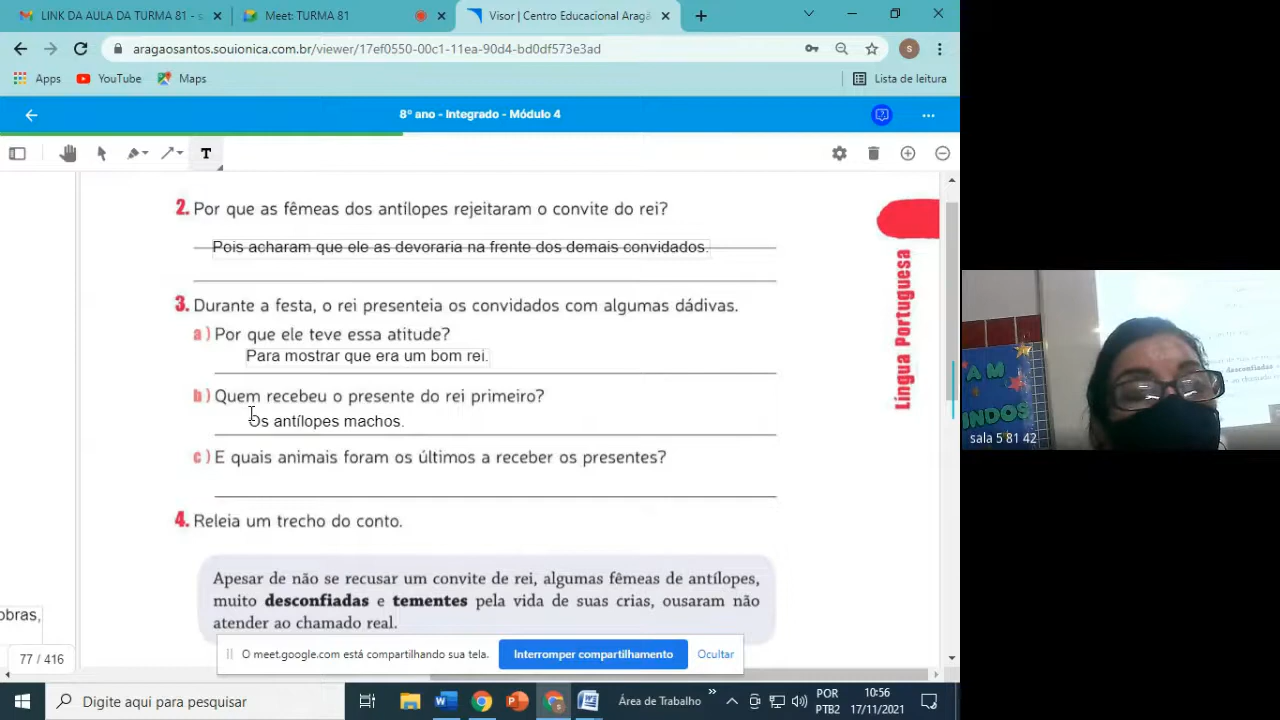 LINK DA AULA DA TURMA 81 - s
Meet: TURMA 81
Visor | Centro Educacional Aragã
aragaosantos.souionica.com.br/viewer/17ef0550-00c1-11ea-90d4-bd0df573e3ad
S
Apps YouTube Maps
Lista de leitura
8º ano - Integrado - Módulo 4
T
2. Por que as fêmeas dos antílopes rejeitaram o convite do rei?
Pois acharam que ele as devoraria na frente dos demais convidados.
3. Durante a festa, o rei presenteia os convidados com algumas dádivas.
a) Por que ele teve essa atitude?
Para mostrar que era um bom rei.
b) Quem recebeu o presente do rei primeiro?
Os antílopes machos.
c) E quais animais foram os últimos a receber os presentes?
4. Releia um trecho do conto.
Apesar de não se recusar um convite de rei, algumas fêmeas de antílopes,
muito desconfiadas e tementes pela vida de suas crias, ousaram não
atender ao chamado real.
Língua Portuguesa
obras,
77 / 416
O meet.google.com está compartilhando sua tela.
Interromper compartilhamento
Ocultar
Digite aqui para pesquisar
Área de Trabalho
POR
PTB2
10:56
17/11/2021
AM
INDOS
sala 5 81 42